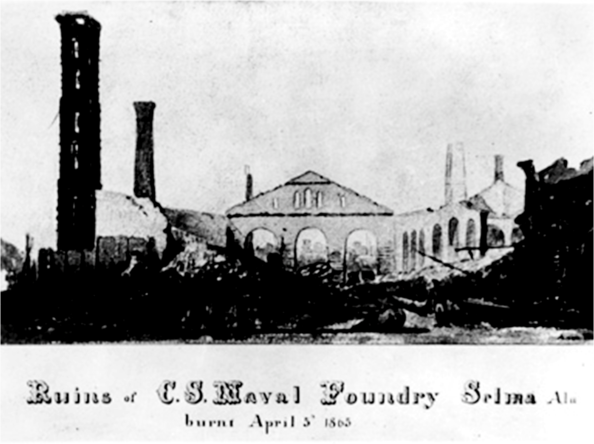 Ruins of C.S. Naval Foundry Selma Ala
burnt April 5" 1865